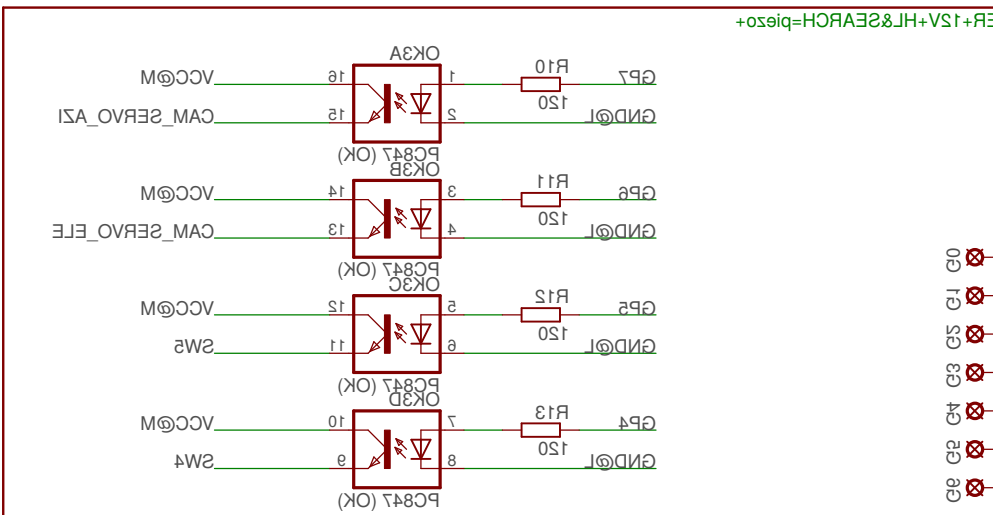 ER+12V+HL&SEARCH=piezo+
OK3A
GP7 R10 1 16 VCC@M
120
GND@L 2 15 CAM_SERVO_AZI
PC847 (OK)
OK3B
GP6 R11 3 14 VCC@M
120
GND@L 4 13 CAM_SERVO_ELE
PC847 (OK)
OK3C
GP5 R12 5 12 VCC@M
120
GND@L 6 11 SW5
PC847 (OK)
OK3D
GP4 R13 7 10 VCC@M
120
GND@L 8 9 SW4
PC847 (OK)
G0
G1
G2
G3
G4
G5
G6